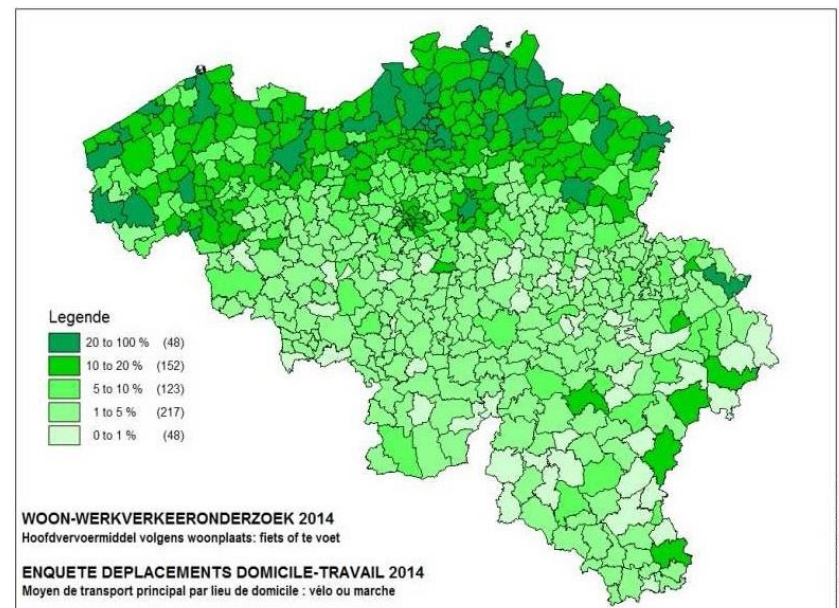 Legende
20 to 100 % (48)
10 to 20 % (152)
5 to 10 % (123)
1 to 5 % (217)
0 to 1 % (48)
WOON-WERKVERKEERONDERZOEK 2014
Hoofdvervoermiddel volgens woonplaats: fiets of te voet
ENQUETE DEPLACEMENTS DOMICILE-TRAVAIL 2014
Moyen de transport principal par lieu de domicile : vélo ou marche